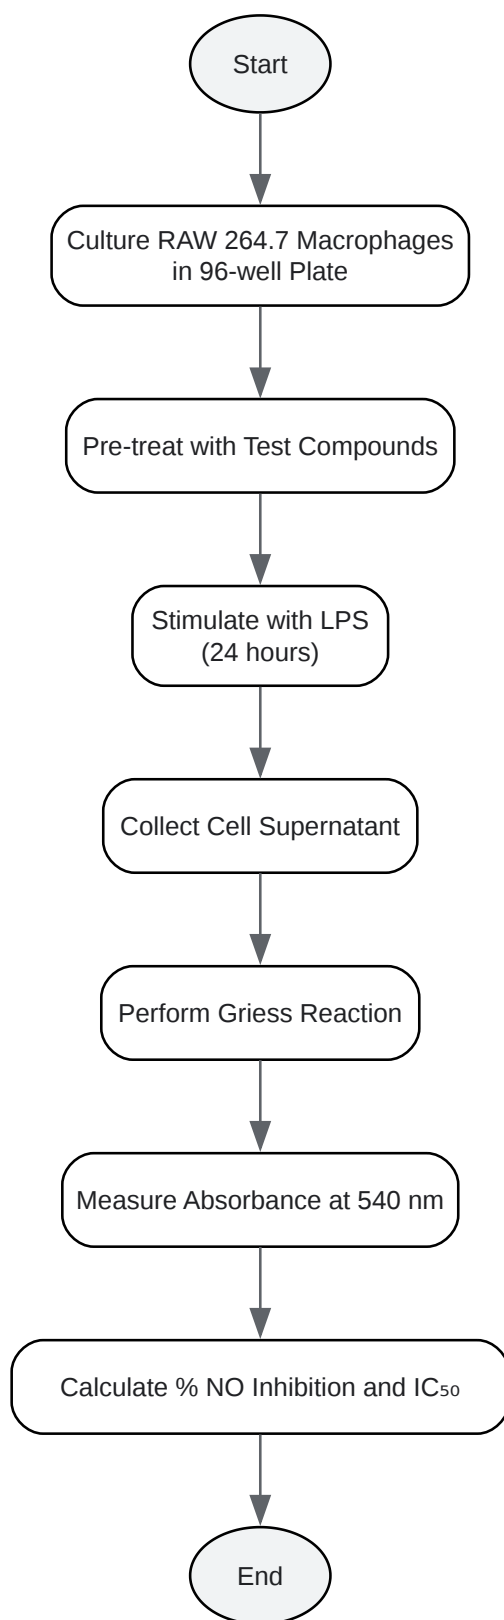 Start
Culture RAW 264.7 Macrophages
in 96-well Plate
Pre-treat with Test Compounds
Stimulate with LPS
(24 hours)
Collect Cell Supernatant
Perform Griess Reaction
Measure Absorbance at 540 nm
Calculate % NO Inhibition and IC₅₀
End